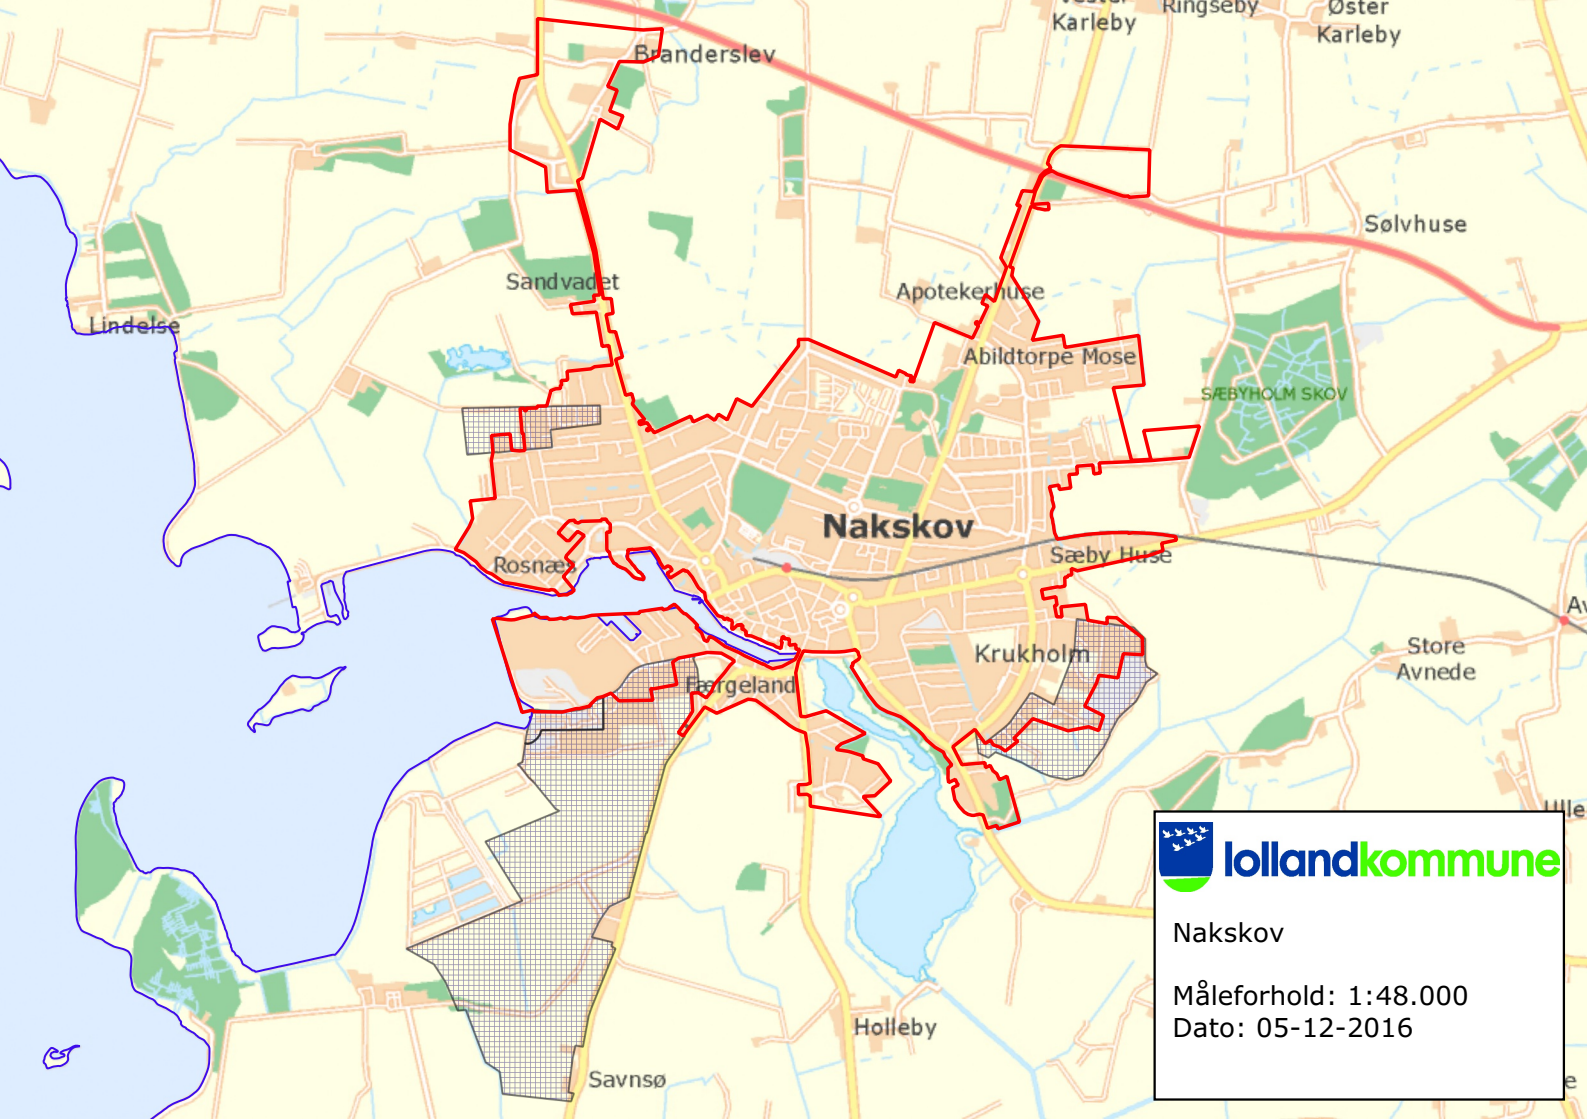 Karleby
Ringseby
Øster
Karleby
Branderslev
Sølvhuse
Sandvadet
Apotekerhuse
Lindelse
Abildtorpe Mose
SÆBYHOLM SKOV
Nakskov
Rosnæs
Sæby Huse
Krukholm
Store
Avnede
Færgeland
lollandkommune
Nakskov
Måleforhold: 1:48.000
Dato: 05-12-2016
Holleby
Savnsø